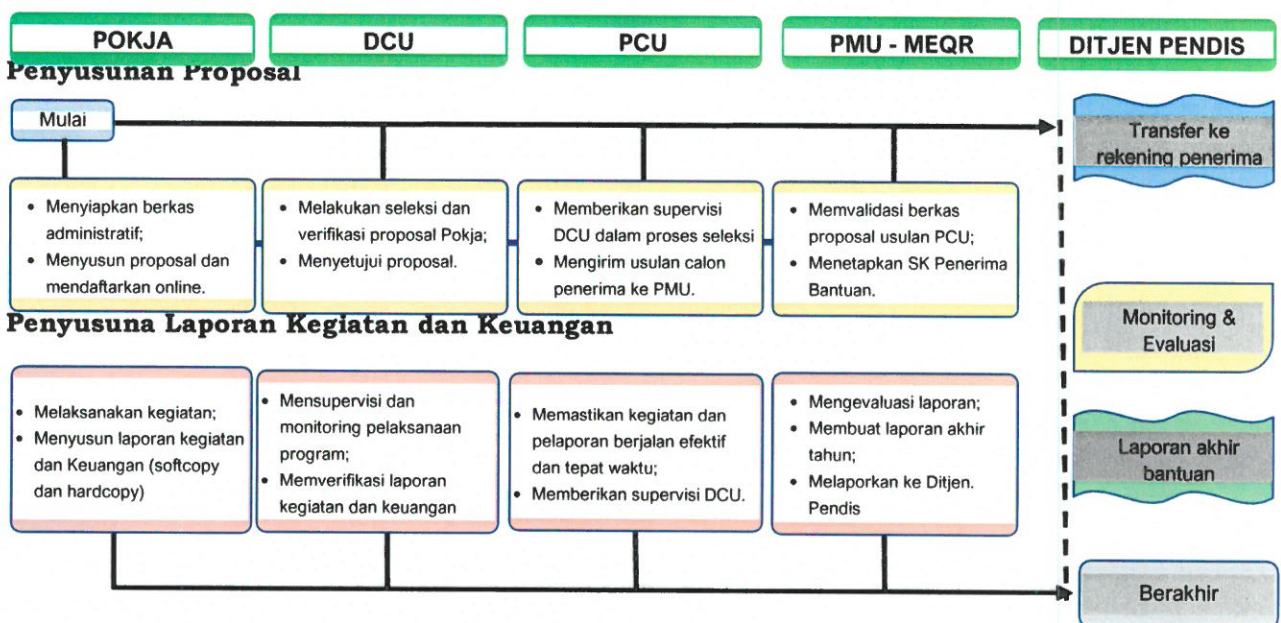 POKJA
DCU
PCU
PMU - MEQR
DITJEN PENDIS
Penyusunan Proposal
Mulai
• Menyiapkan berkas
administratif;
• Menyusun proposal dan
mendaftarkan online.
• Melakukan seleksi dan
verifikasi proposal Pokja;
• Menyetujui proposal.
• Memberikan supervisi
DCU dalam proses seleksi
• Mengirim usulan calon
penerima ke PMU.
• Memvalidasi berkas
proposal usulan PCU;
• Menetapkan SK Penerima
Bantuan.
Transfer ke
rekening penerima
Penyusuna Laporan Kegiatan dan Keuangan
• Melaksanakan kegiatan;
• Menyusun laporan kegiatan
dan Keuangan (softcopy
dan hardcopy)
• Mensupervisi dan
monitoring pelaksanaan
program;
• Memverifikasi laporan
kegiatan dan keuangan
• Memastikan kegiatan dan
pelaporan berjalan efektif
dan tepat waktu;
• Memberikan supervisi DCU.
• Mengevaluasi laporan;
• Membuat laporan akhir
tahun;
• Melaporkan ke Ditjen.
Pendis
Monitoring &
Evaluasi
Laporan akhir
bantuan
Berakhir